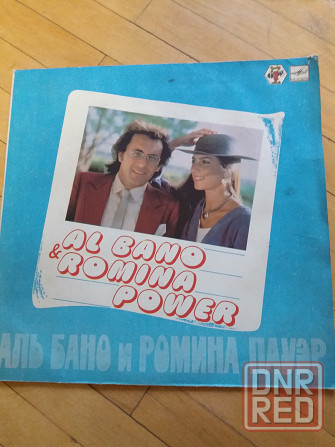 AL BANO
& ROMINA
POWER
АЛЬ БАНО И РОМИНА ПАУЭР
DNR
RED